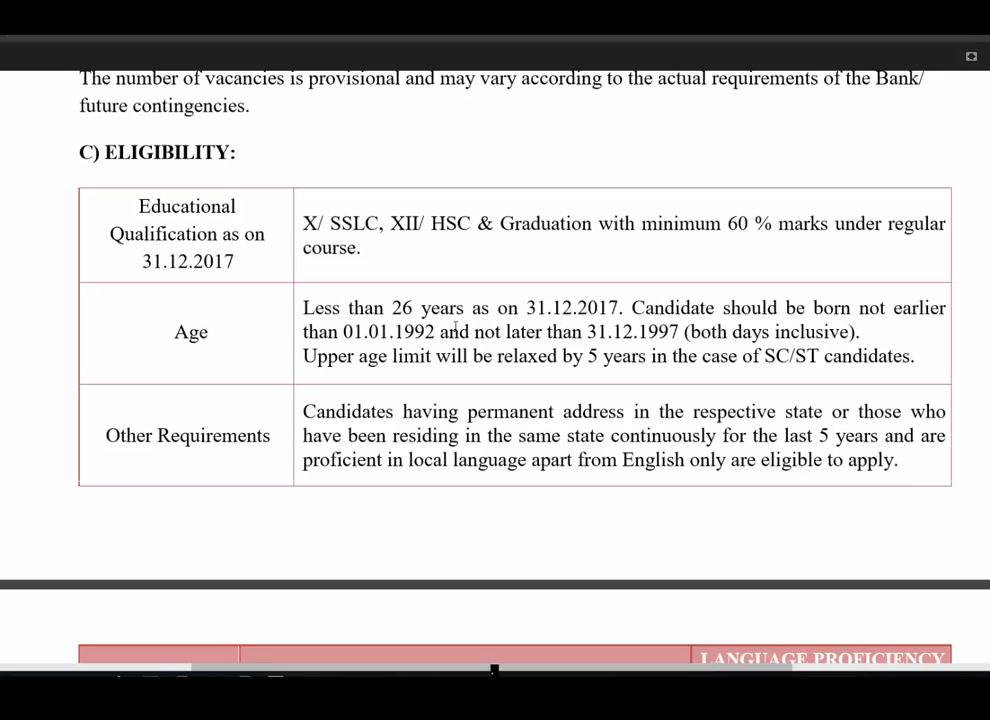 The number of vacancies is provisional and may vary according to the actual requirements of the Bank/
future contingencies.
C) ELIGIBILITY:
Educational
Qualification as on
31.12.2017
X/ SSLC, XII/ HSC & Graduation with minimum 60 % marks under regular
course.
Age
Less than 26 years as on 31.12.2017. Candidate should be born not earlier
than 01.01.1992 and not later than 31.12.1997 (both days inclusive).
Upper age limit will be relaxed by 5 years in the case of SC/ST candidates.
Other Requirements
Candidates having permanent address in the respective state or those who
have been residing in the same state continuously for the last 5 years and are
proficient in local language apart from English only are eligible to apply.
LANGUAGE PROFICIENCY